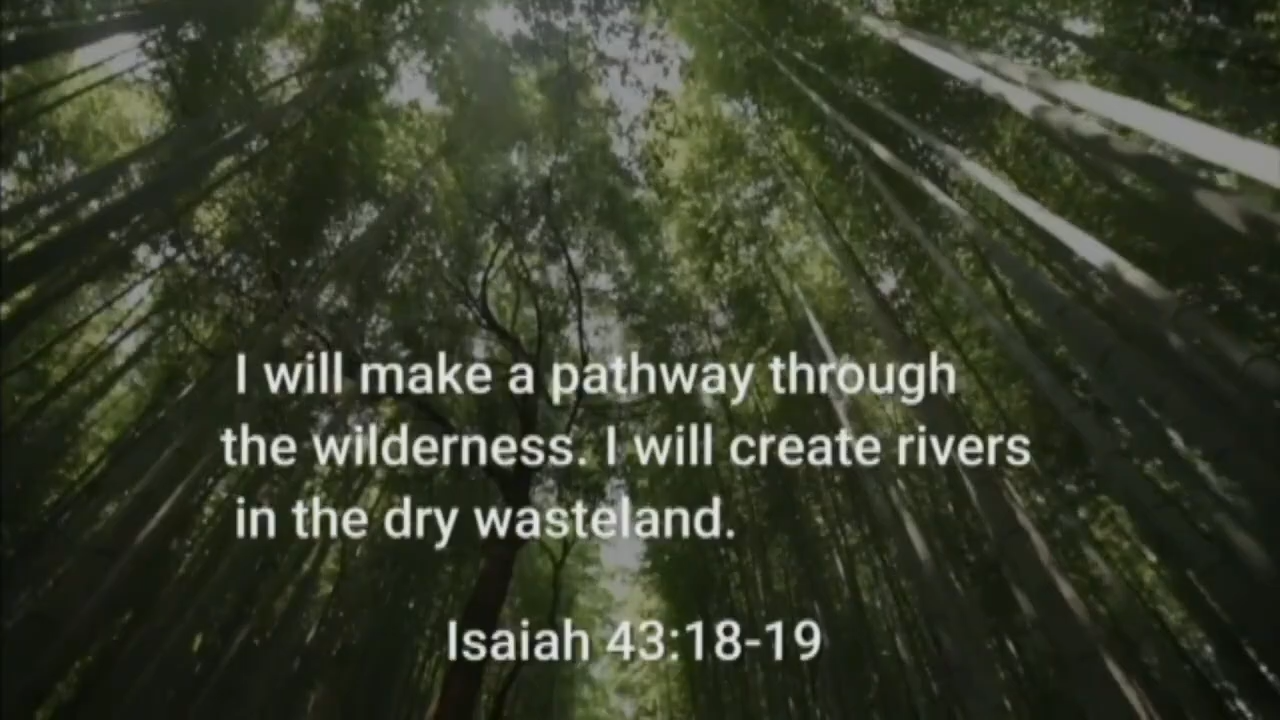 I will make a pathway through
the wilderness. I will create rivers
in the dry wasteland.
Isaiah 43:18-19